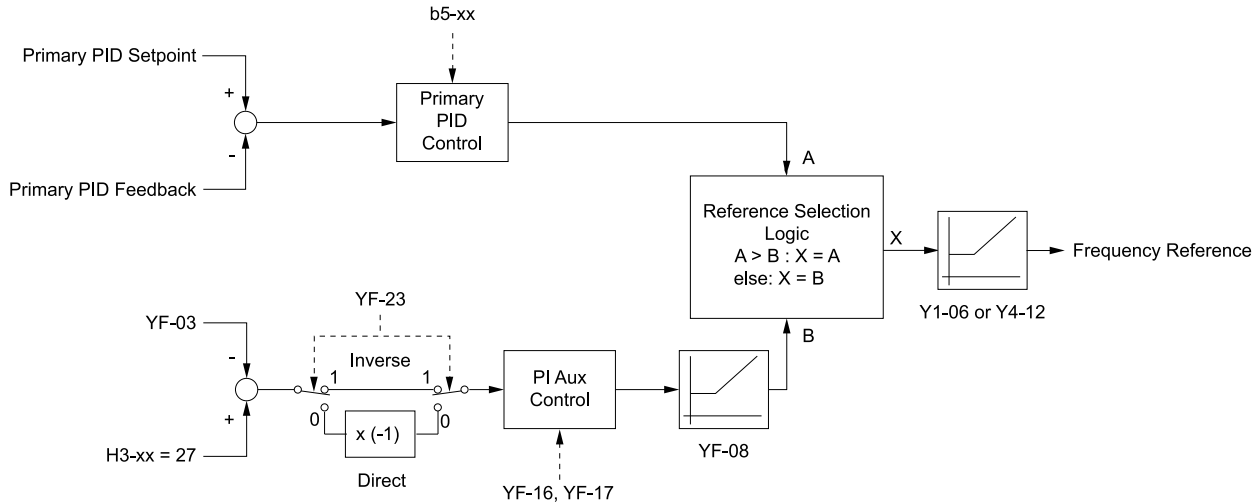 b5-xx
Primary PID Setpoint
+
-
Primary PID Feedback
Primary
PID
Control
A
Reference Selection
Logic
A > B : X = A
else: X = B
X
Frequency Reference
Y1-06 or Y4-12
B
YF-23
YF-03
-
+
H3-xx = 27
Inverse
1
1
0
0
x (-1)
Direct
PI Aux
Control
YF-16, YF-17
YF-08